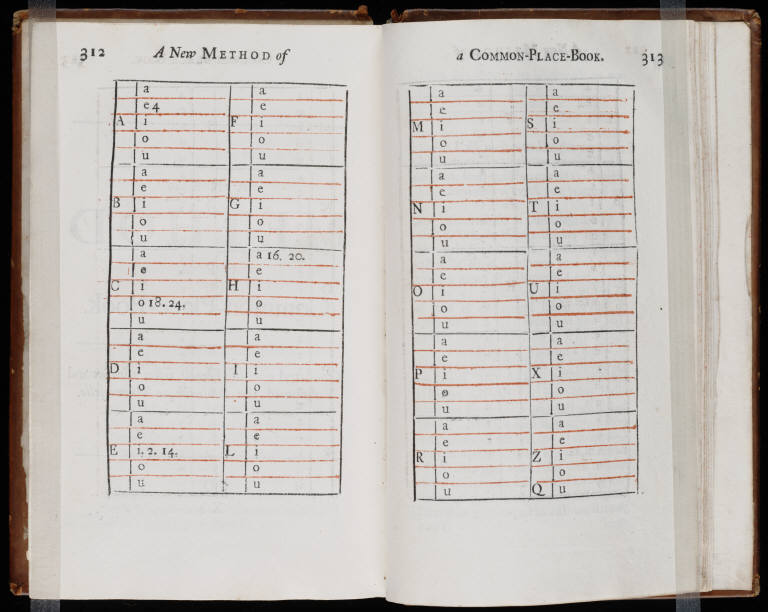 312 A New METHOD of
a a
e 4 e
A i F i
o o
u u
a a
e e
B i G i
o o
u u
a a 16. 20.
e e
C i H i
o 18. 24. o
u u
a a
e e
D i I i
o o
u u
a a
e e
E i. 2. 14. L i
o o
u u
a COMMON-PLACE-BOOK. 313
a a
e e
M i S i
o o
u u
a a
e e
N i T i
o o
u u
a a
e e
O i U i
o o
u u
a a
e e
P i X i
o o
u u
a a
e e
R i Z i
o o
u Q u